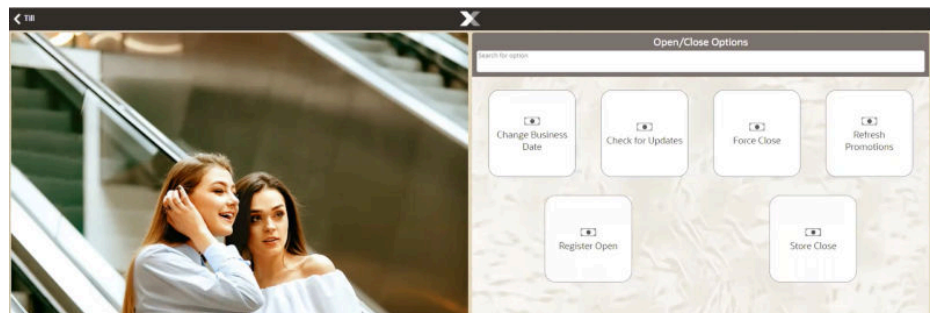 Till
X
Open/Close Options
Search for option
Change Business
Date
Check for Updates
Force Close
Refresh
Promotions
Register Open
Store Close